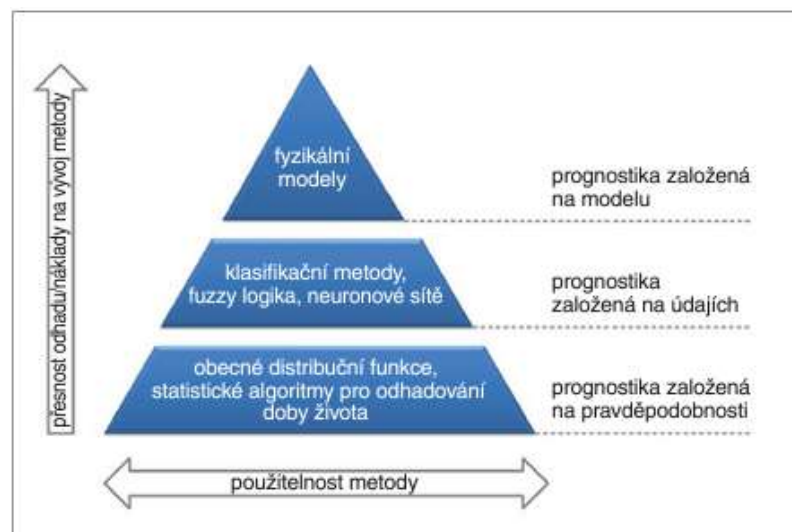 přesnost odhadu/náklady na vývoj metody
fyzikální
modely
prognostika založená
na modelu
klasifikační metody,
fuzzy logika, neuronové sítě
prognostika
založená na údajích
obecné distribuční funkce,
statistické algoritmy pro odhadování
doby života
prognostika založená
na pravděpodobnosti
použitelnost metody